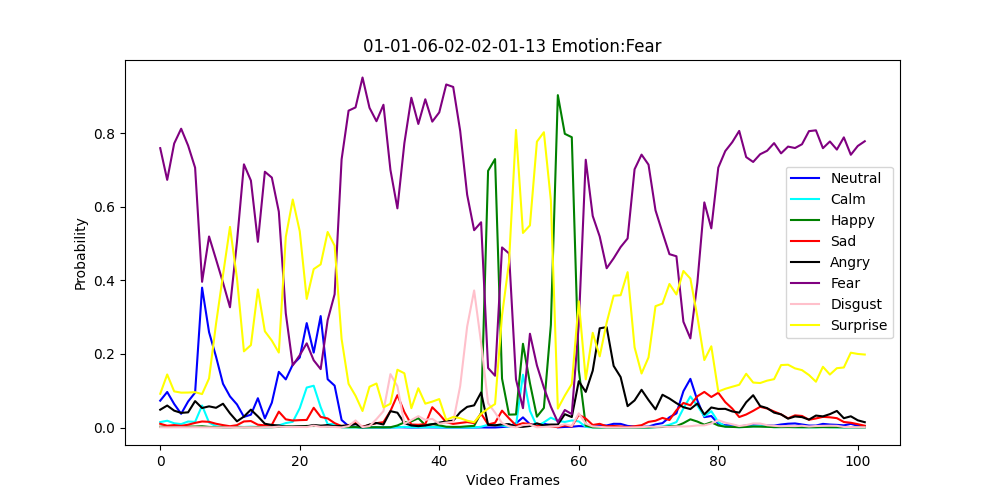 01-01-06-02-02-01-13 Emotion:Fear
Probability
0.8
0.6
0.4
0.2
0.0
0 20 40 60 80 100
Video Frames
Neutral
Calm
Happy
Sad
Angry
Fear
Disgust
Surprise